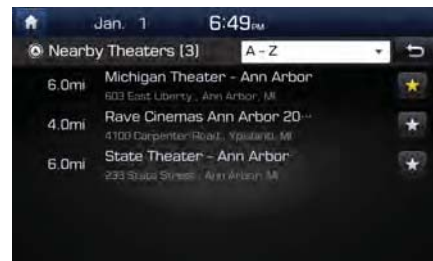 Jan. 1 6:49PM
Nearby Theaters (3) A - Z
6.0mi Michigan Theater - Ann Arbor
603 East Liberty, Ann Arbor, MI
4.0mi Rave Cinemas Ann Arbor 20···
4100 Carpenter Road, Ypsilanti, MI
6.0mi State Theater - Ann Arbor
233 State Street, Ann Arbor, MI